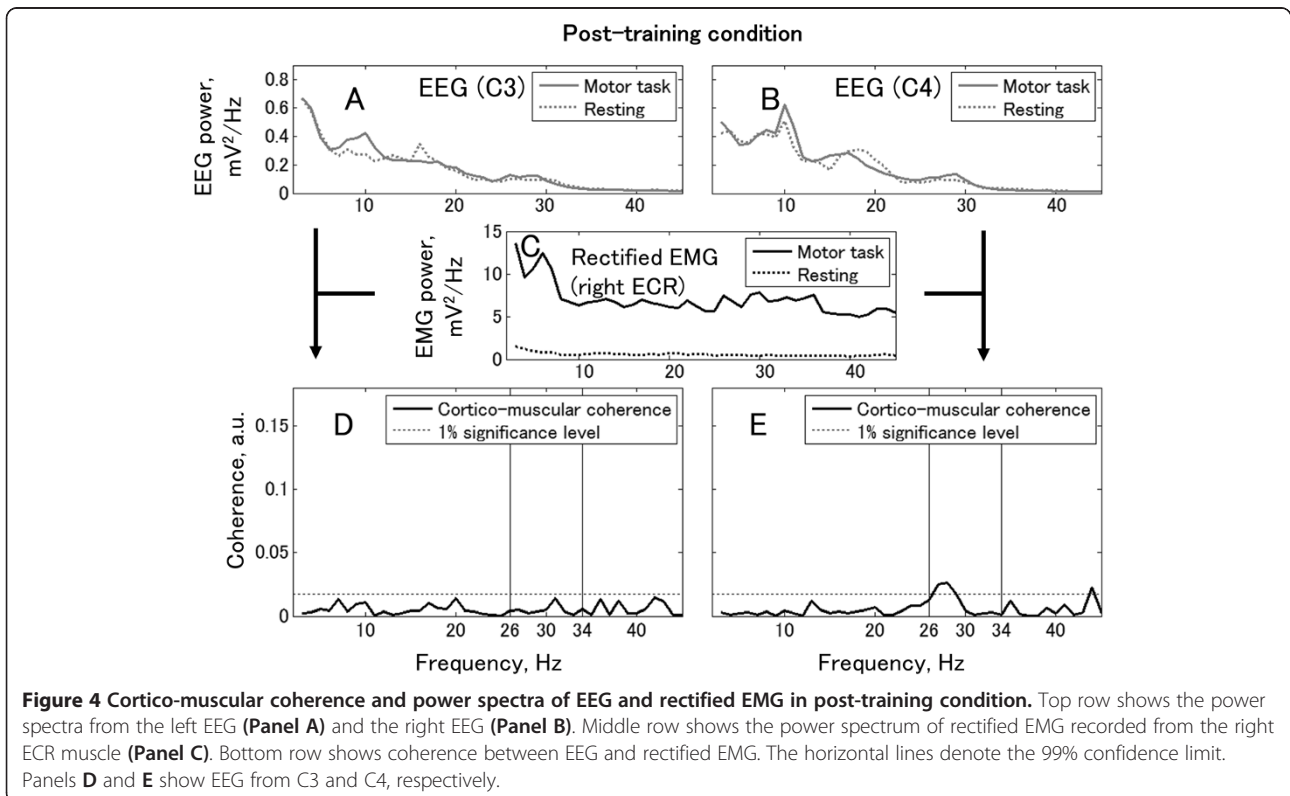 Post-training condition
EEG power, mV²/Hz
0.8
0.6
0.4
0.2
0
A
EEG (C3)
Motor task
Resting
10
20
30
40
B
EEG (C4)
Motor task
Resting
10
20
30
40
EMG power, mV²/Hz
15
10
5
0
C
Rectified EMG
(right ECR)
Motor task
Resting
10
20
30
40
Coherence, a.u.
0.15
0.1
0.05
0
D
Cortico-muscular coherence
1% significance level
10
20
26
30
34
40
Frequency, Hz
E
Cortico-muscular coherence
1% significance level
10
20
26
30
34
40
Frequency, Hz
Figure 4 Cortico-muscular coherence and power spectra of EEG and rectified EMG in post-training condition. Top row shows the power
spectra from the left EEG (Panel A) and the right EEG (Panel B). Middle row shows the power spectrum of rectified EMG recorded from the right
ECR muscle (Panel C). Bottom row shows coherence between EEG and rectified EMG. The horizontal lines denote the 99% confidence limit.
Panels D and E show EEG from C3 and C4, respectively.